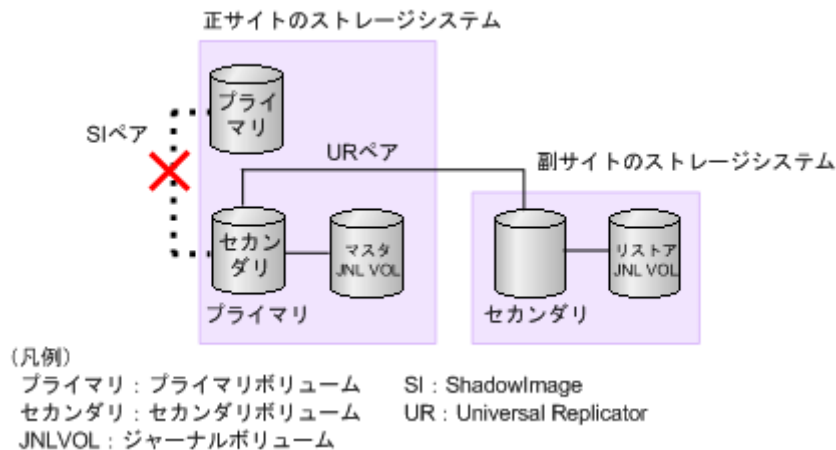 正サイトのストレージシステム
プライ
マリ
SIペア
URペア
副サイトのストレージシステム
セカン
ダリ
マスタ
JNL VOL
リストア
JNL VOL
プライマリ
セカンダリ
（凡例）
プライマリ：プライマリボリューム　SI：ShadowImage
セカンダリ：セカンダリボリューム　UR：Universal Replicator
JNLVOL：ジャーナルボリューム